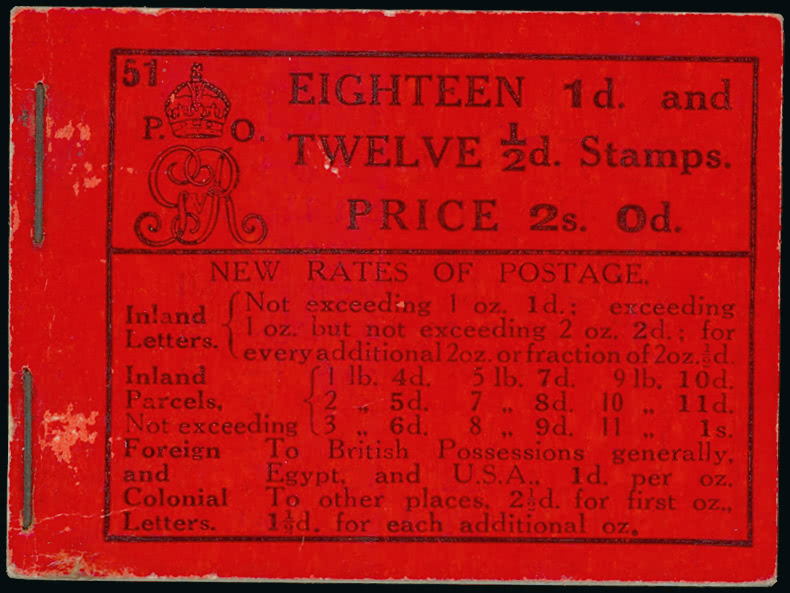 51
P. O.
GVR
EIGHTEEN 1d. and
TWELVE ½d. Stamps.
PRICE 2s. 0d.
NEW RATES OF POSTAGE.
Inland Letters. { Not exceeding 1 oz. 1d.; exceeding
1 oz. but not exceeding 2 oz. 2d.; for
every additional 2oz. or fraction of 2oz. ½d.
Inland { 1 lb. 4d. 5 lb. 7d. 9 lb. 10d.
Parcels, 2 „ 5d. 7 „ 8d. 10 „ 11d.
Not exceeding 3 „ 6d. 8 „ 9d. 11 „ 1s.
Foreign To British Possessions generally,
and Egypt, and U.S.A., 1d. per oz.
Colonial To other places, 2½d. for first oz.,
Letters. 1½d. for each additional oz.